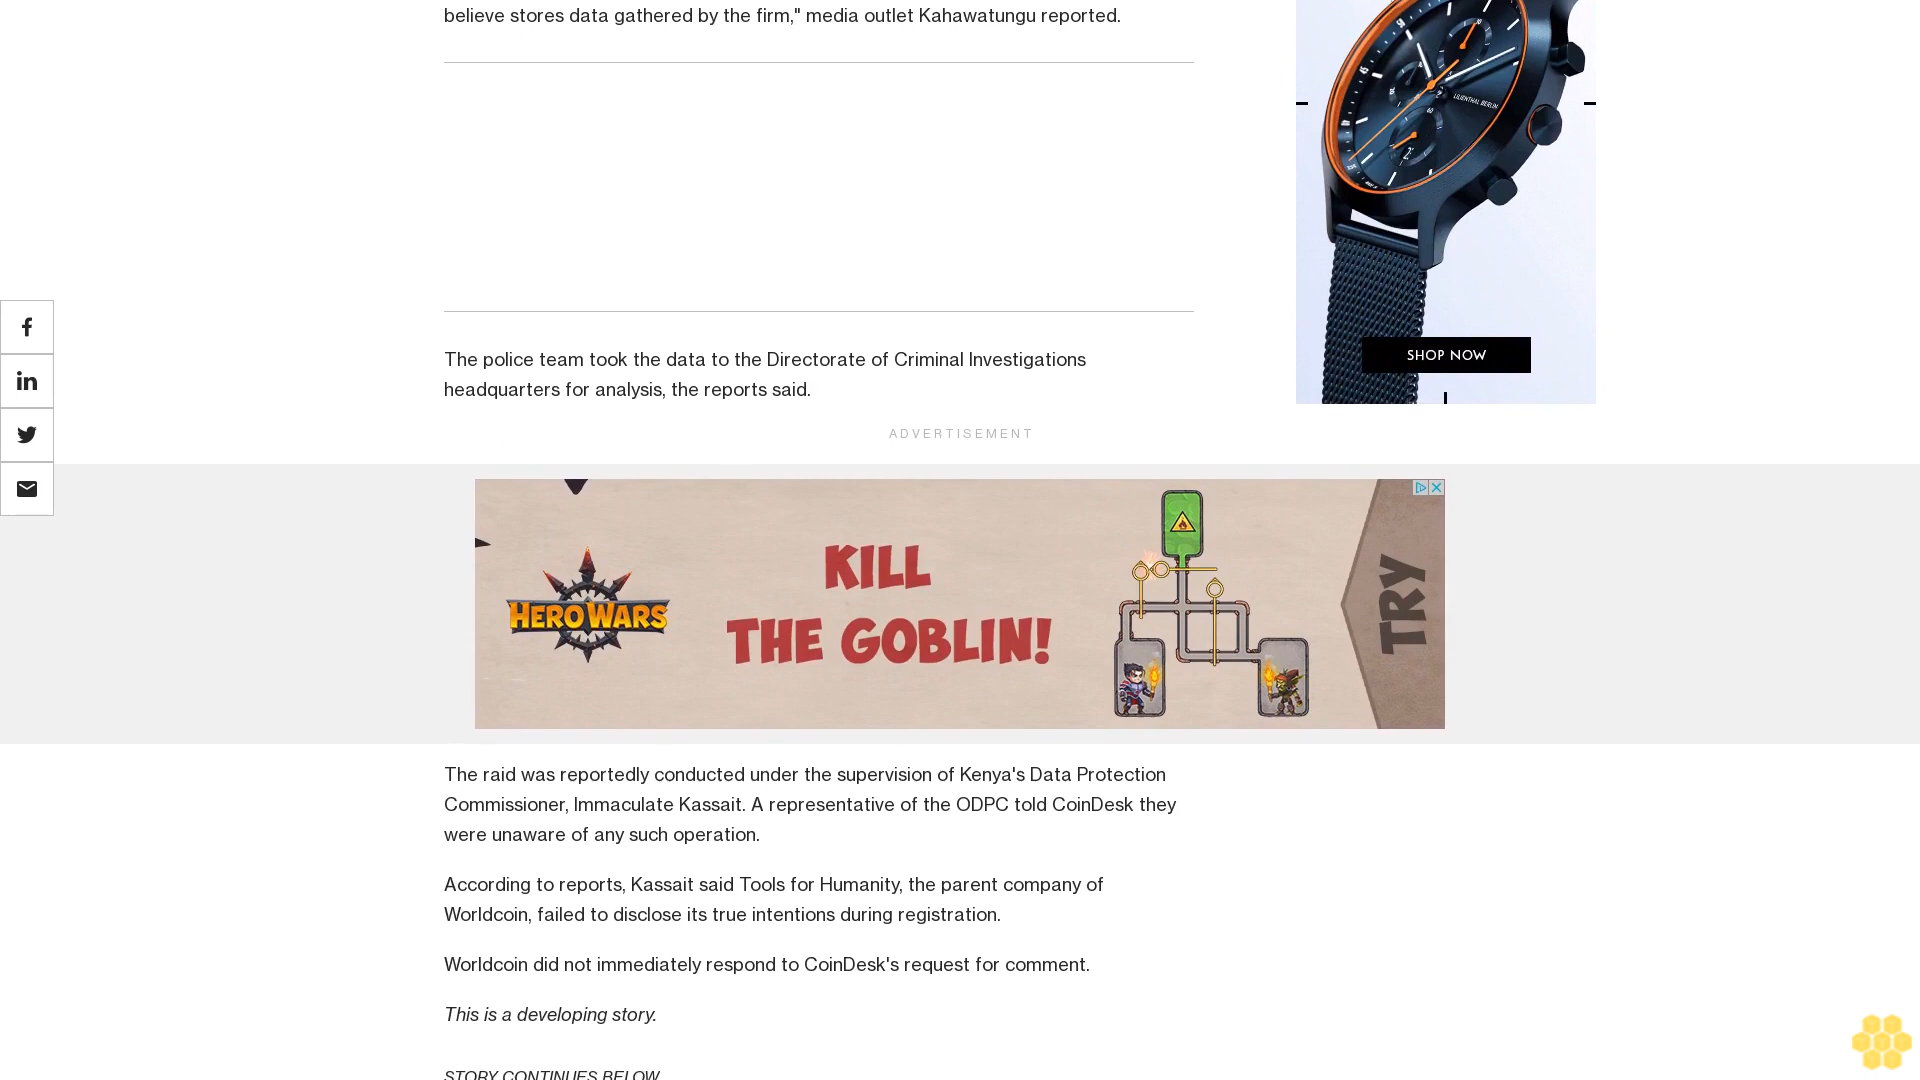 believe stores data gathered by the firm," media outlet Kahawatungu reported.
LILIENTHAL BERLIN
SHOP NOW
The police team took the data to the Directorate of Criminal Investigations
headquarters for analysis, the reports said.
ADVERTISEMENT
HERO WARS
KILL
THE GOBLIN!
TRY
The raid was reportedly conducted under the supervision of Kenya's Data Protection
Commissioner, Immaculate Kassait. A representative of the ODPC told CoinDesk they
were unaware of any such operation.
According to reports, Kassait said Tools for Humanity, the parent company of
Worldcoin, failed to disclose its true intentions during registration.
Worldcoin did not immediately respond to CoinDesk's request for comment.
This is a developing story.
STORY CONTINUES BELOW